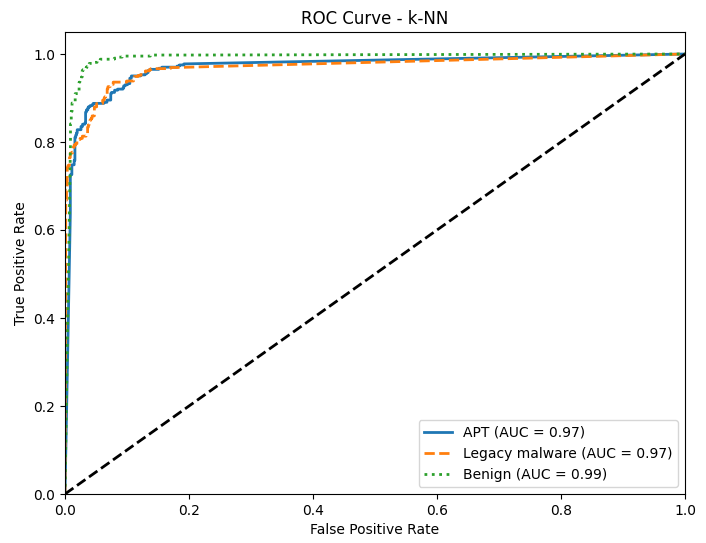 ROC Curve - k-NN
True Positive Rate
1.0
0.8
0.6
0.4
0.2
0.0
0.0 0.2 0.4 0.6 0.8 1.0
False Positive Rate
APT (AUC = 0.97)
Legacy malware (AUC = 0.97)
Benign (AUC = 0.99)